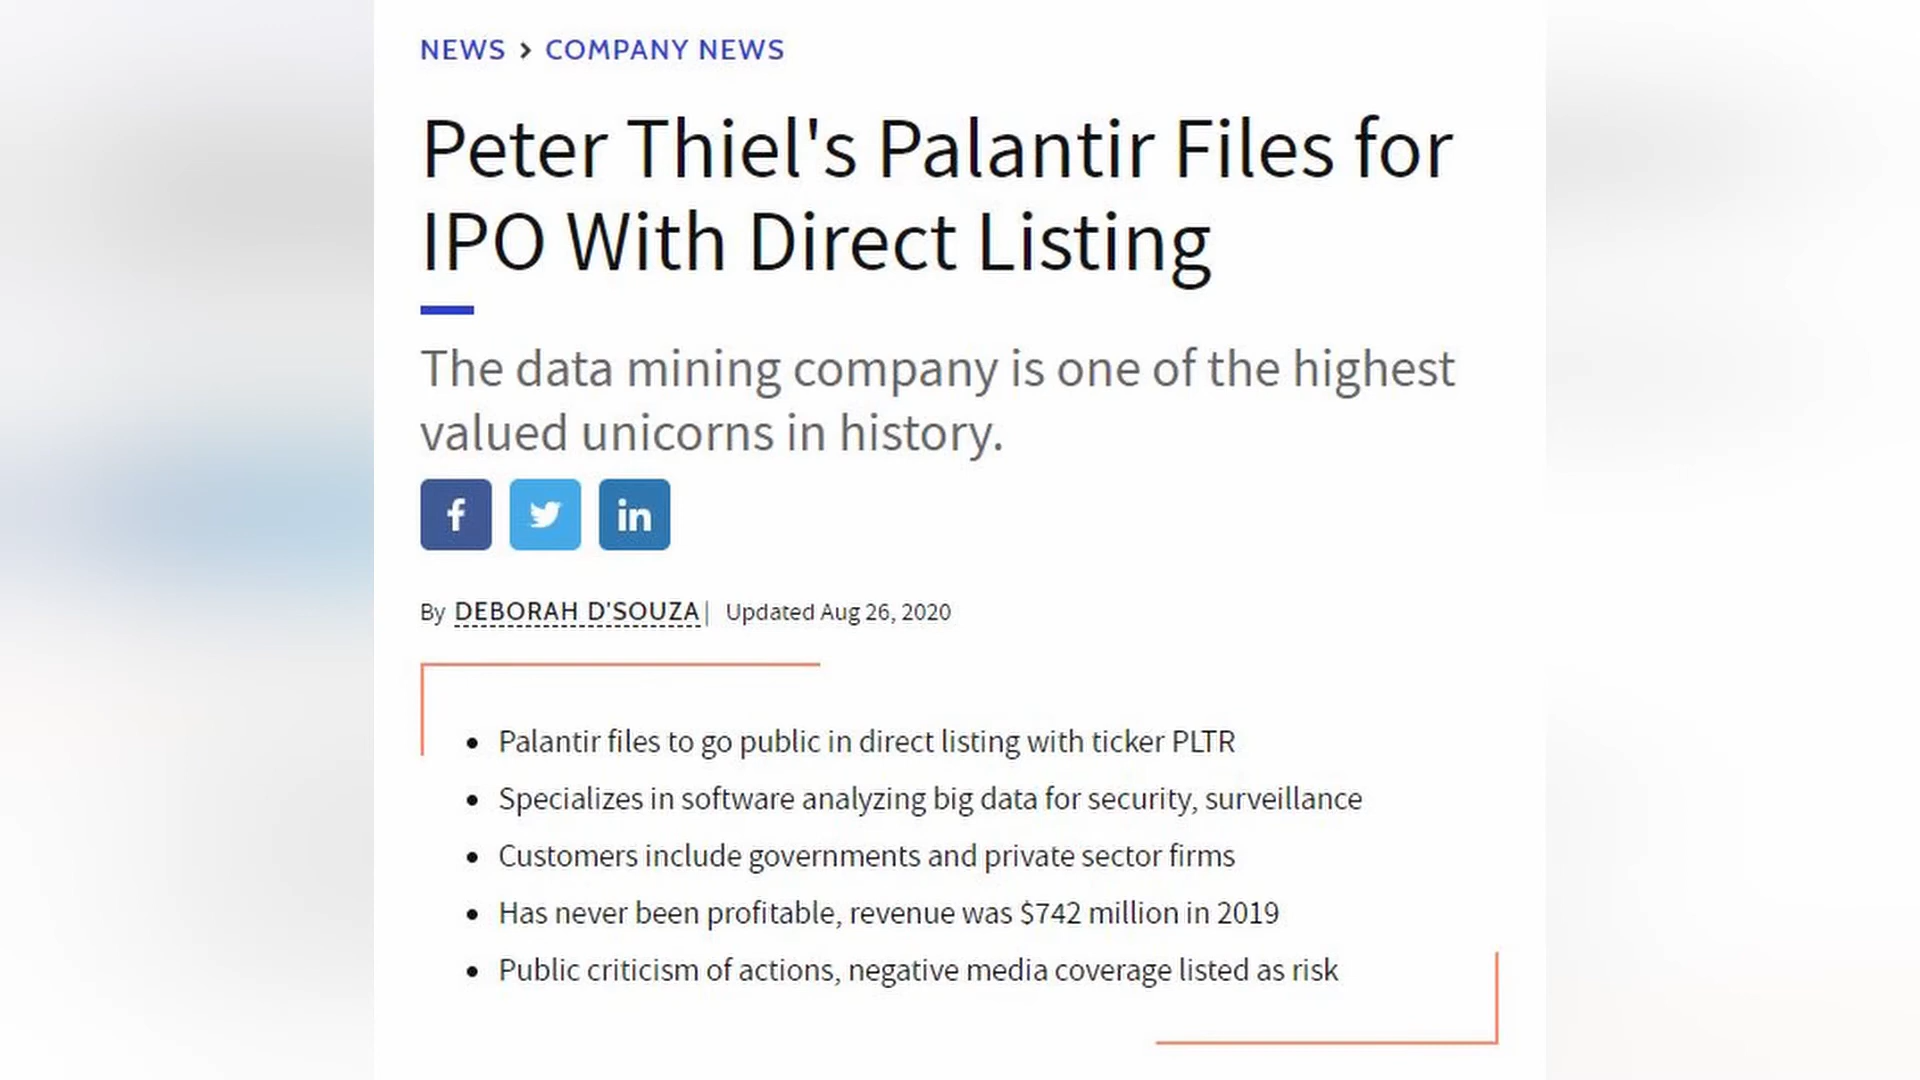 NEWS > COMPANY NEWS
Peter Thiel's Palantir Files for
IPO With Direct Listing
The data mining company is one of the highest
valued unicorns in history.
f in
By DEBORAH D'SOUZA | Updated Aug 26, 2020
• Palantir files to go public in direct listing with ticker PLTR
• Specializes in software analyzing big data for security, surveillance
• Customers include governments and private sector firms
• Has never been profitable, revenue was $742 million in 2019
• Public criticism of actions, negative media coverage listed as risk